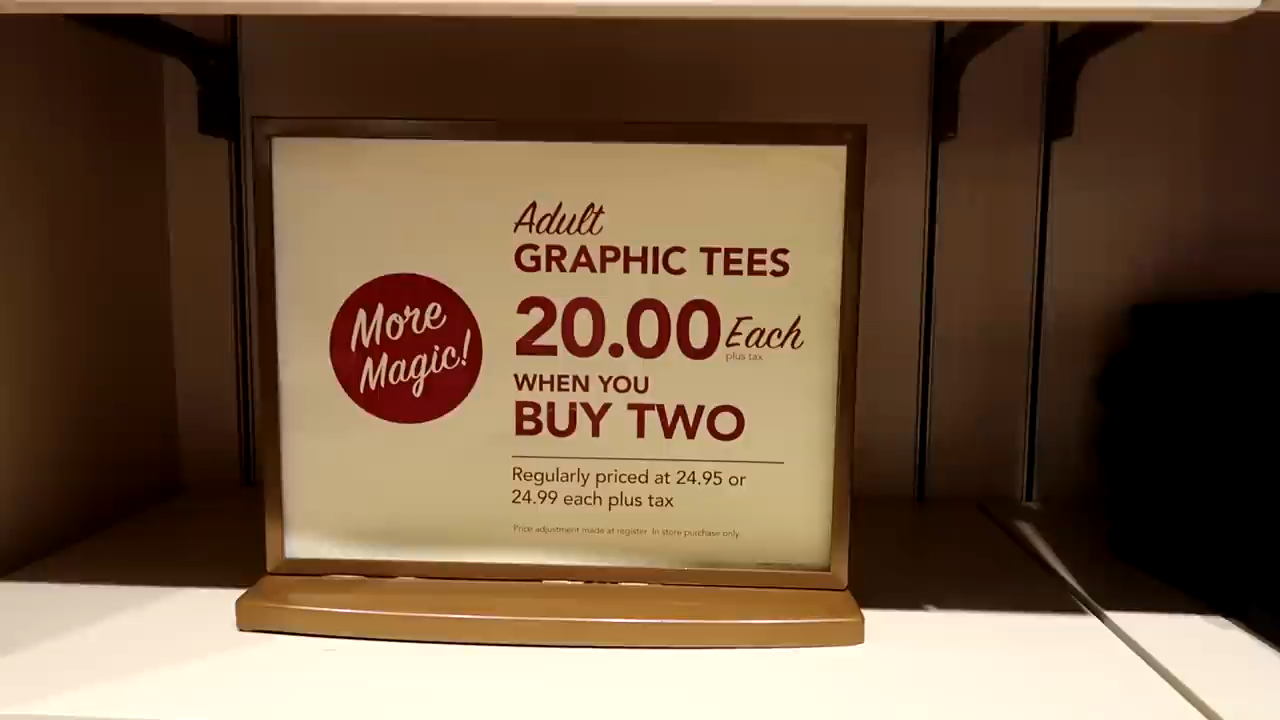 More
Magic!
Adult
GRAPHIC TEES
20.00 Each
plus tax
WHEN YOU
BUY TWO
Regularly priced at 24.95 or
24.99 each plus tax
Price adjustment made at register. In store purchase only.